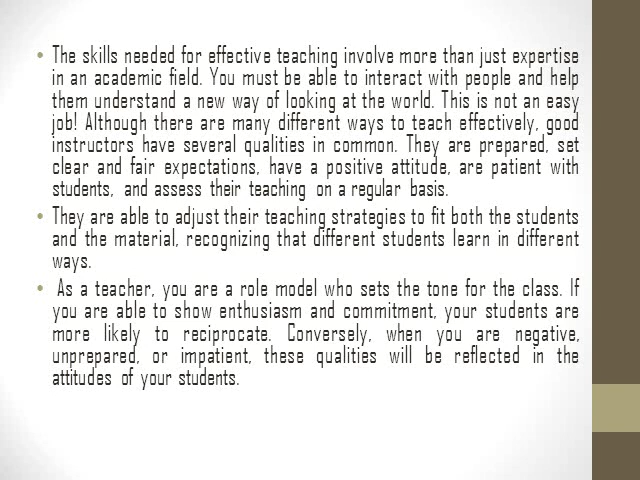 • The skills needed for effective teaching involve more than just expertise
in an academic field. You must be able to interact with people and help
them understand a new way of looking at the world. This is not an easy
job! Although there are many different ways to teach effectively, good
instructors have several qualities in common. They are prepared, set
clear and fair expectations, have a positive attitude, are patient with
students, and assess their teaching on a regular basis.
• They are able to adjust their teaching strategies to fit both the students
and the material, recognizing that different students learn in different
ways.
• As a teacher, you are a role model who sets the tone for the class. If
you are able to show enthusiasm and commitment, your students are
more likely to reciprocate. Conversely, when you are negative,
unprepared, or impatient, these qualities will be reflected in the
attitudes of your students.